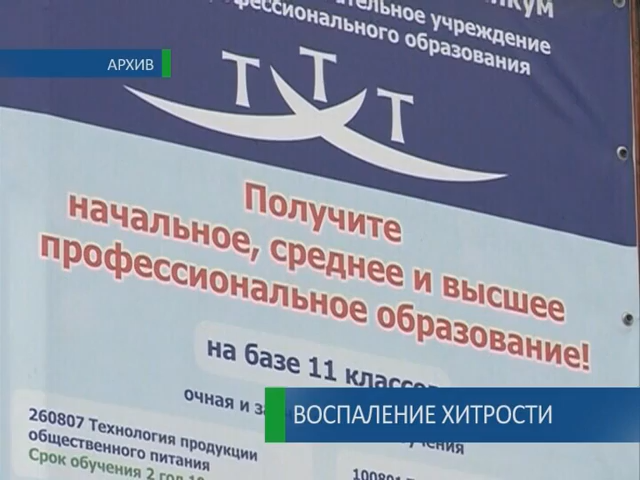 тельное учреждение
фессионального образования
АРХИВ
ТТТ
Получите
начальное, среднее и высшее
профессиональное образование!
на базе 11
очная и
ВОСПАЛЕНИЕ ХИТРОСТИ
260807 Технология продукции
общественного питания
Срок обучения 2 год